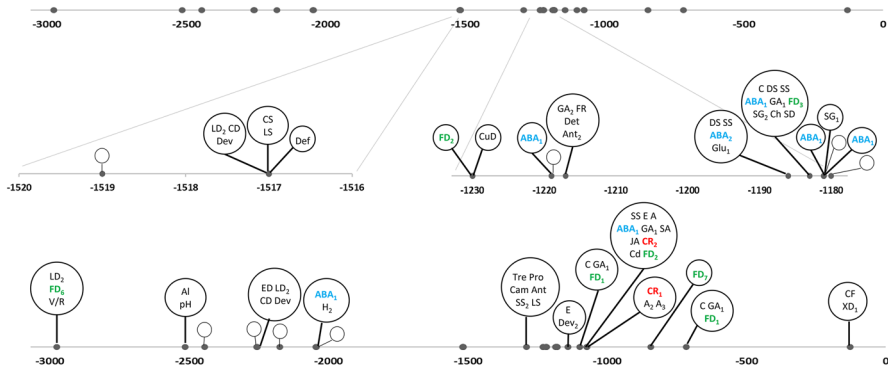 -3000 -2500 -2000 -1500 -1000 -500 0
LD₂ CD
Dev
CS
LS
Def
FD₂
CuD
ABA₁
GA₂ FR
Det
Ant₂
DS SS
ABA₂
Glu₁
C DS SS
ABA₁ GA₁ FD₃
SG₂ Ch SD
ABA₁
SG₁
ABA₁
-1520 -1519 -1518 -1517 -1516
-1230 -1220 -1210 -1200 -1190 -1180
LD₂
FD₆
V/R
Al
pH
ED LD₂
CD Dev
ABA₁
H₂
Tre Pro
Cam Ant
SS₂ LS
E
Dev₂
C GA₁
FD₁
SS E A
ABA₁ GA₁ SA
JA CR₂
Cd FD₂
CR₁
A₂ A₃
FD₇
C GA₁
FD₁
CF
XD₁
-3000 -2500 -2000 -1000 -500 0